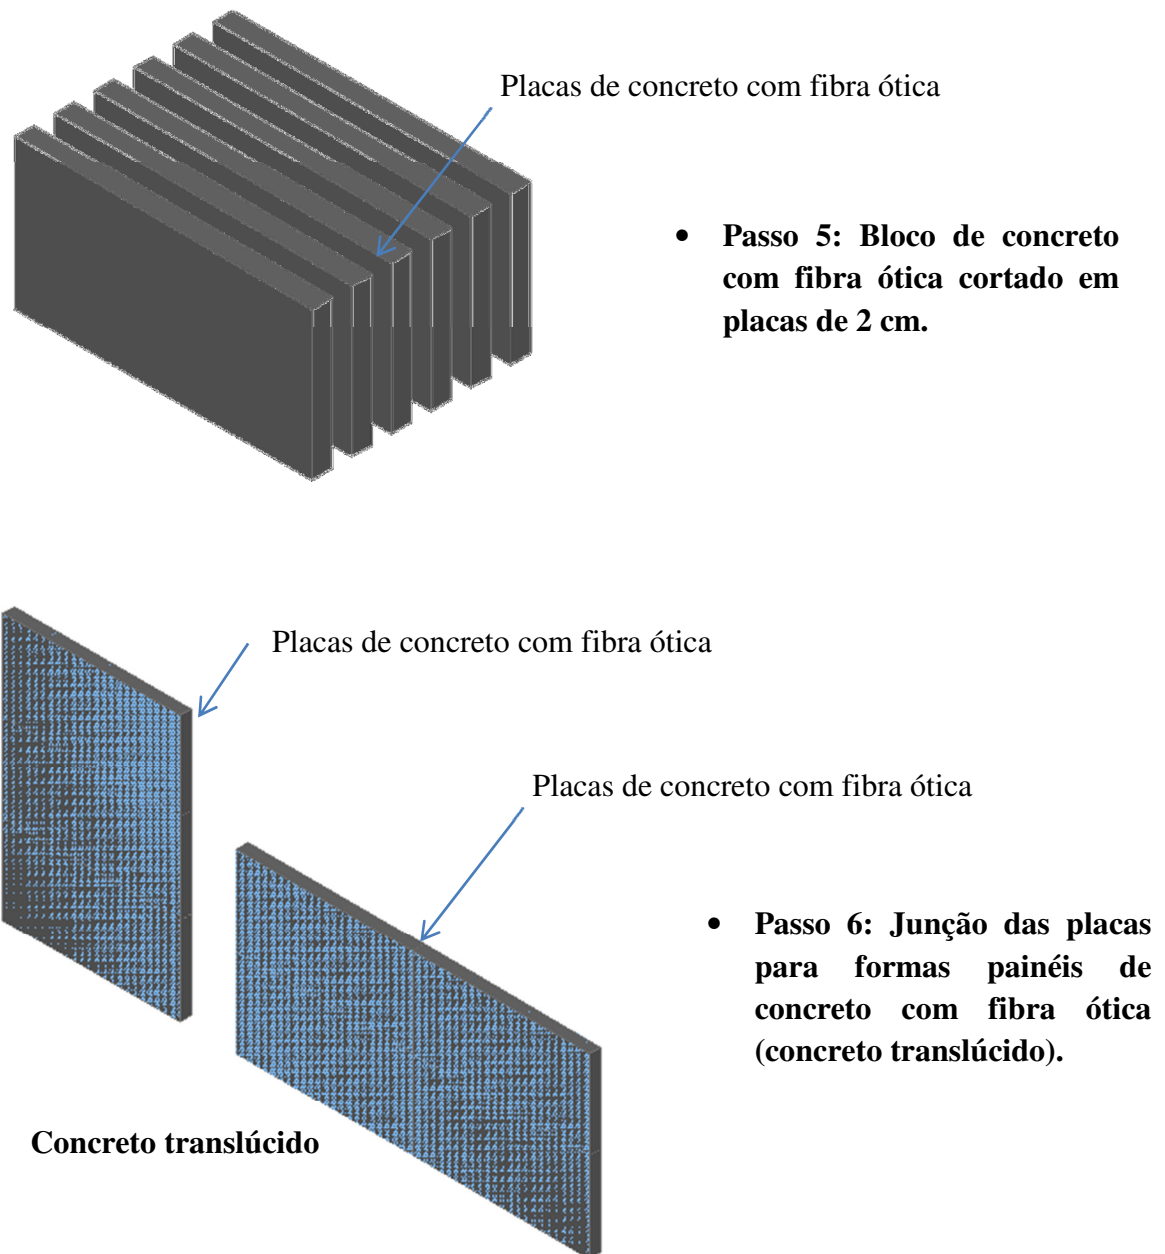 Placas de concreto com fibra ótica
• Passo 5: Bloco de concreto
com fibra ótica cortado em
placas de 2 cm.
Placas de concreto com fibra ótica
Placas de concreto com fibra ótica
• Passo 6: Junção das placas
para formas painéis de
concreto com fibra ótica
(concreto translúcido).
Concreto translúcido